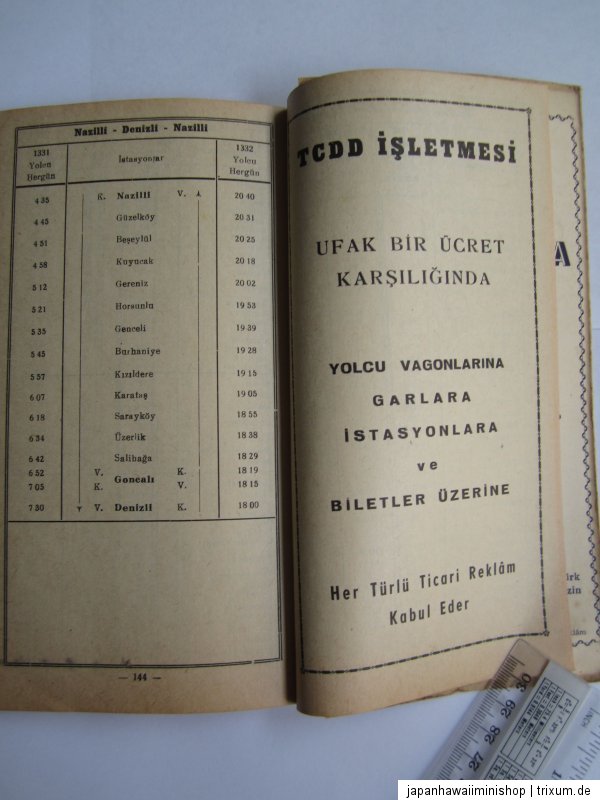 Nazilli - Denizli - Nazilli
1331 Yolcu Hergün İstasyonlar 1332 Yolcu Hergün
4 35 K. Nazilli V. 20 40
4 45 Güzelköy 20 31
4 51 Beşeylül 20 25
4 58 Kuyucak 20 18
5 12 Gereniz 20 02
5 21 Horsunlu 19 53
5 35 Genceli 19 39
5 45 Burhaniye 19 28
5 57 Kızıldere 19 15
6 07 Karataş 19 05
6 18 Sarayköy 18 55
6 34 Üzerlik 18 38
6 42 Salibağa 18 29
6 52 V. Goncalı K. 18 19
7 05 K. V. 18 15
7 30 V. Denizli K. 18 00
— 144 —
TCDD İŞLETMESİ
UFAK BİR ÜCRET
KARŞILIĞINDA
YOLCU VAGONLARINA
GARLARA
İSTASYONLARA
ve
BİLETLER ÜZERİNE
Her Türlü Ticari Reklâm
Kabul Eder
A
27 28 29 30
japanhawaiiminishop | trixum.de